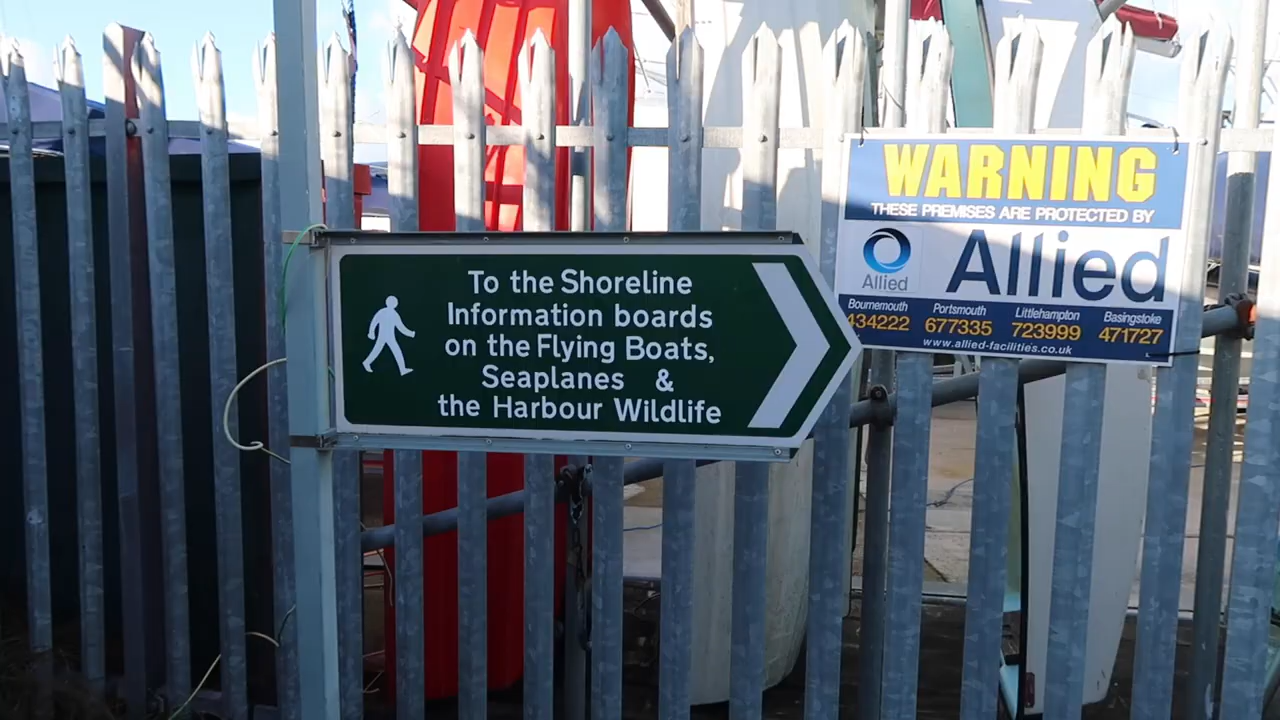 To the Shoreline
Information boards
on the Flying Boats,
Seaplanes &
the Harbour Wildlife
WARNING
THESE PREMISES ARE PROTECTED BY
Allied
Allied
Bournemouth Portsmouth Littlehampton Basingstoke
434222 677335 723999 471727
www.allied-facilities.co.uk